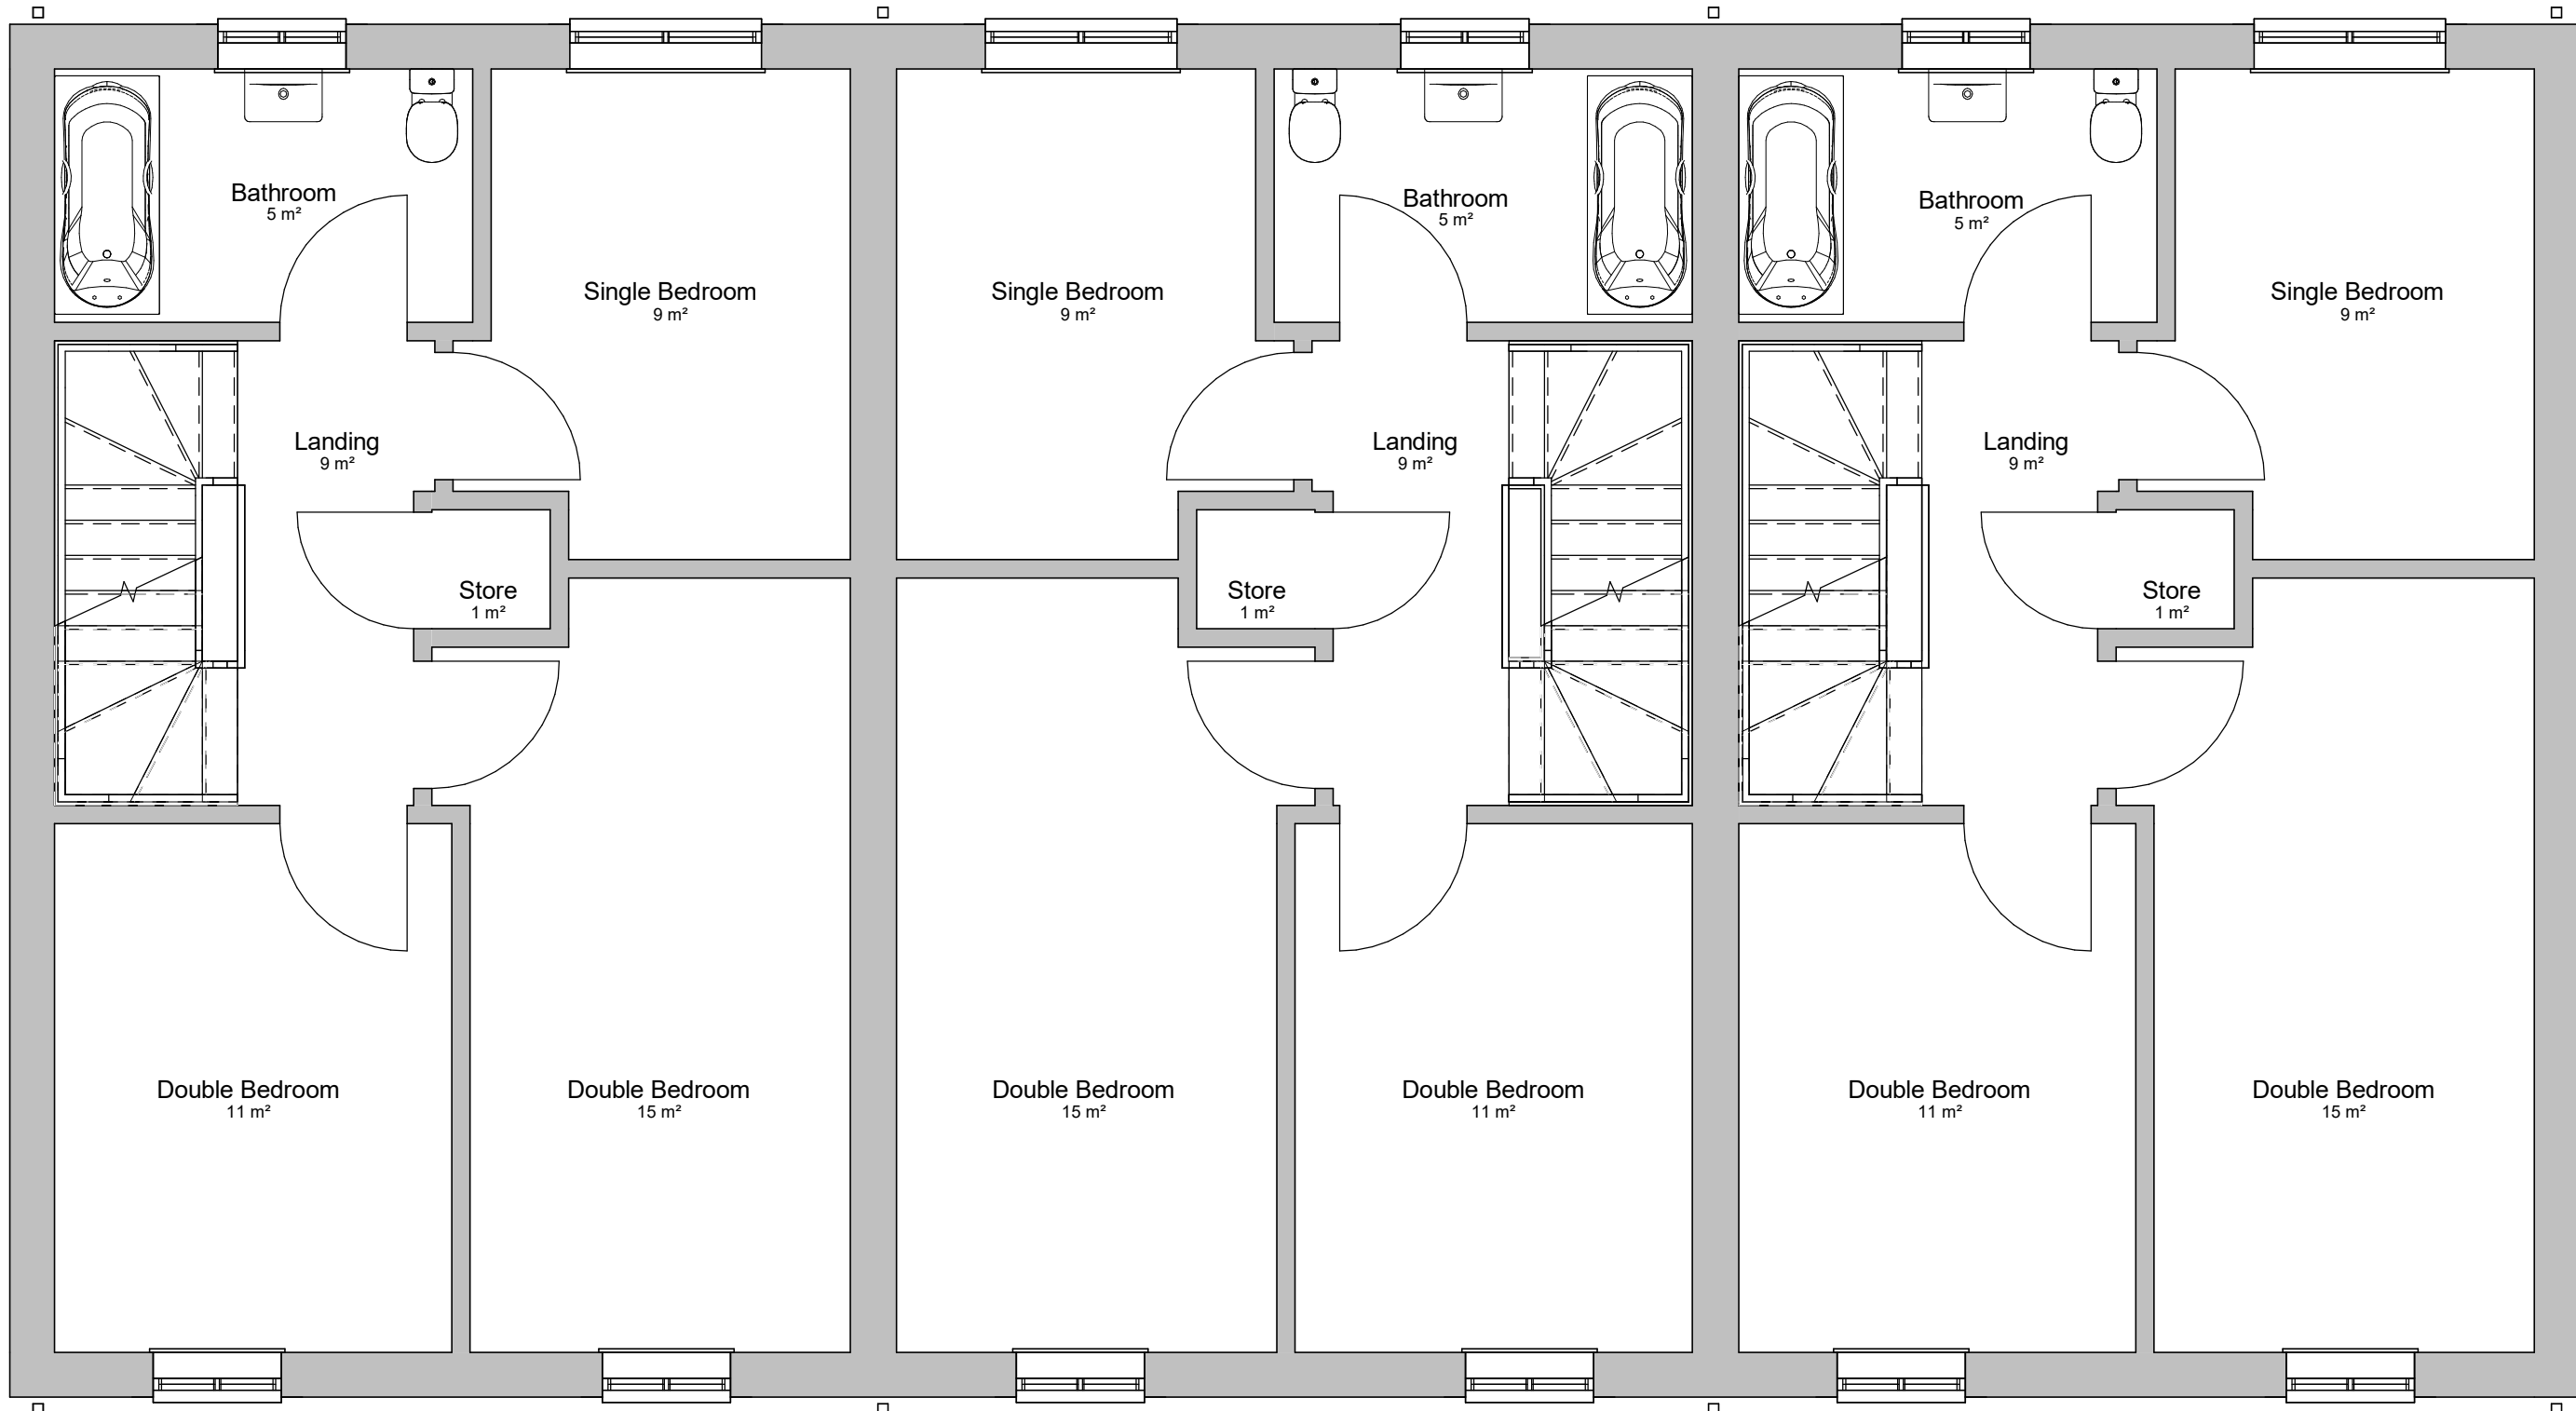 Bathroom
5 m²
Bathroom
5 m²
Bathroom
5 m²
Single Bedroom
9 m²
Single Bedroom
9 m²
Single Bedroom
9 m²
Landing
9 m²
Landing
9 m²
Landing
9 m²
Store
1 m²
Store
1 m²
Store
1 m²
Double Bedroom
11 m²
Double Bedroom
15 m²
Double Bedroom
15 m²
Double Bedroom
11 m²
Double Bedroom
11 m²
Double Bedroom
15 m²